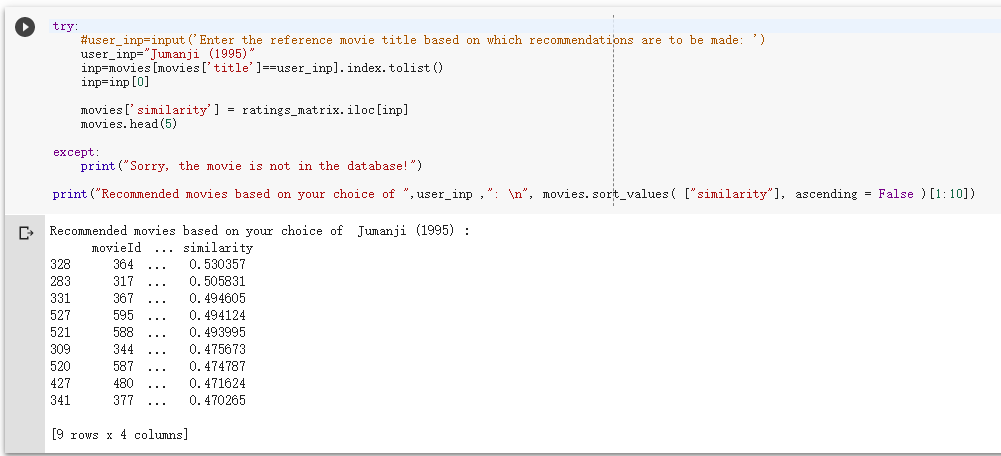 try:
    #user_inp=input('Enter the reference movie title based on which recommendations are to be made: ')
    user_inp="Jumanji (1995)"
    inp=movies[movies['title']==user_inp].index.tolist()
    inp=inp[0]
    movies['similarity'] = ratings_matrix.iloc[inp]
    movies.head(5)
except:
    print("Sorry, the movie is not in the database!")
print("Recommended movies based on your choice of ",user_inp ,": \n", movies.sort_values( ["similarity"], ascending = False )[1:10])
Recommended movies based on your choice of  Jumanji (1995) :
     movieId  ... similarity
328      364  ...   0.530357
283      317  ...   0.505831
331      367  ...   0.494605
527      595  ...   0.494124
521      588  ...   0.493995
309      344  ...   0.475673
520      587  ...   0.474787
427      480  ...   0.471624
341      377  ...   0.470265
[9 rows x 4 columns]